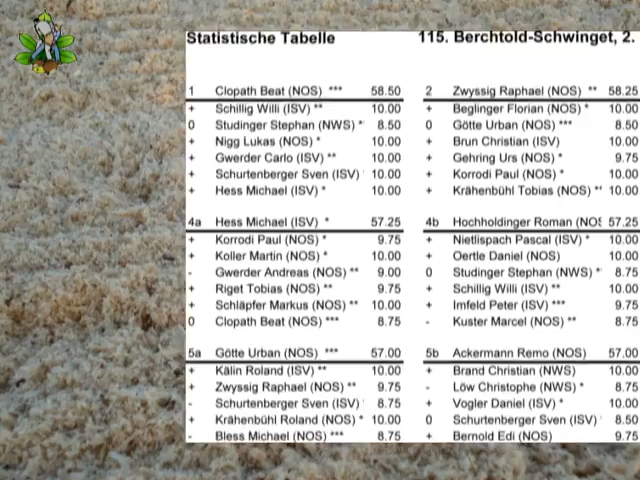 Statistische Tabelle 115. Berchtold-Schwinget, 2.
1 Clopath Beat (NOS) *** 58.50
+ Schillig Willi (ISV) ** 10.00
0 Studinger Stephan (NWS) * 8.50
+ Nigg Lukas (NOS) * 10.00
+ Gwerder Carlo (ISV) ** 10.00
+ Schurtenberger Sven (ISV) 10.00
+ Hess Michael (ISV) * 10.00
2 Zwyssig Raphael (NOS) ** 58.25
+ Beglinger Florian (NOS) * 10.00
0 Götte Urban (NOS) *** 8.50
+ Brun Christian (ISV) 10.00
+ Gehring Urs (NOS) * 9.75
+ Korrodi Paul (NOS) * 10.00
+ Krähenbühl Tobias (NOS) ** 10.00
4a Hess Michael (ISV) * 57.25
+ Korrodi Paul (NOS) * 9.75
+ Koller Martin (NOS) * 10.00
- Gwerder Andreas (NOS) ** 9.00
+ Riget Tobias (NOS) ** 9.75
+ Schläpfer Markus (NOS) ** 10.00
0 Clopath Beat (NOS) *** 8.75
4b Hochholdinger Roman (NOS 57.25
+ Nietlispach Pascal (ISV) * 10.00
+ Oertle Daniel (NOS) 10.00
0 Studinger Stephan (NWS) * 8.75
+ Schillig Willi (ISV) ** 10.00
+ Imfeld Peter (ISV) *** 9.75
- Kuster Marcel (NOS) ** 8.75
5a Götte Urban (NOS) *** 57.00
+ Kälin Roland (ISV) ** 10.00
+ Zwyssig Raphael (NOS) ** 9.75
- Schurtenberger Sven (ISV) 8.75
+ Krähenbühl Roland (NOS) * 10.00
- Bless Michael (NOS) *** 8.75
5b Ackermann Remo (NOS) 57.00
+ Brand Christian (NWS) 10.00
- Löw Christophe (NWS) * 8.75
+ Vogler Daniel (ISV) * 10.00
0 Schurtenberger Sven (ISV) 8.50
+ Bernold Edi (NOS) 9.75